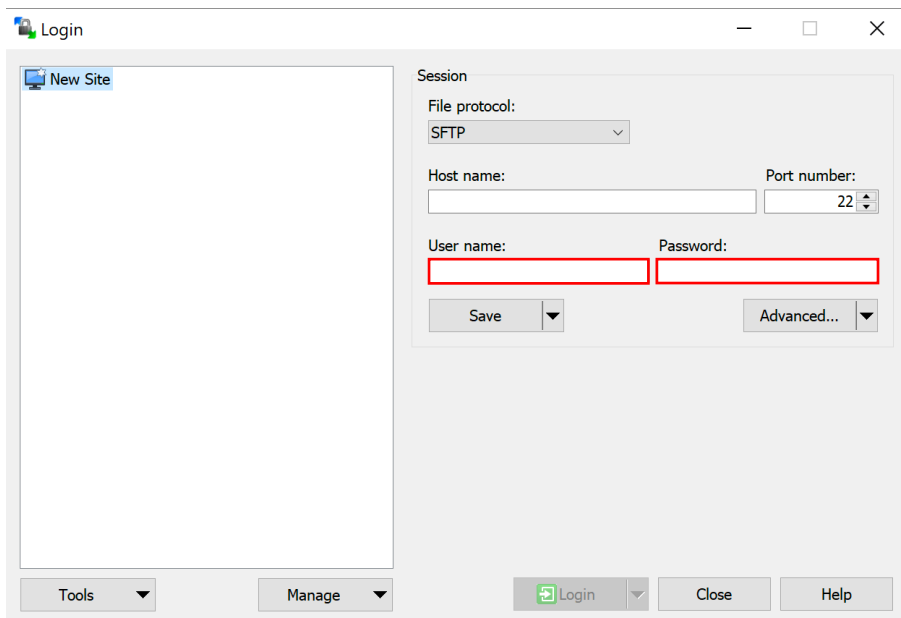 Login
New Site
Session
File protocol:
SFTP
Host name:
Port number:
22
User name:
Password:
Save
Advanced...
Tools
Manage
Login
Close
Help